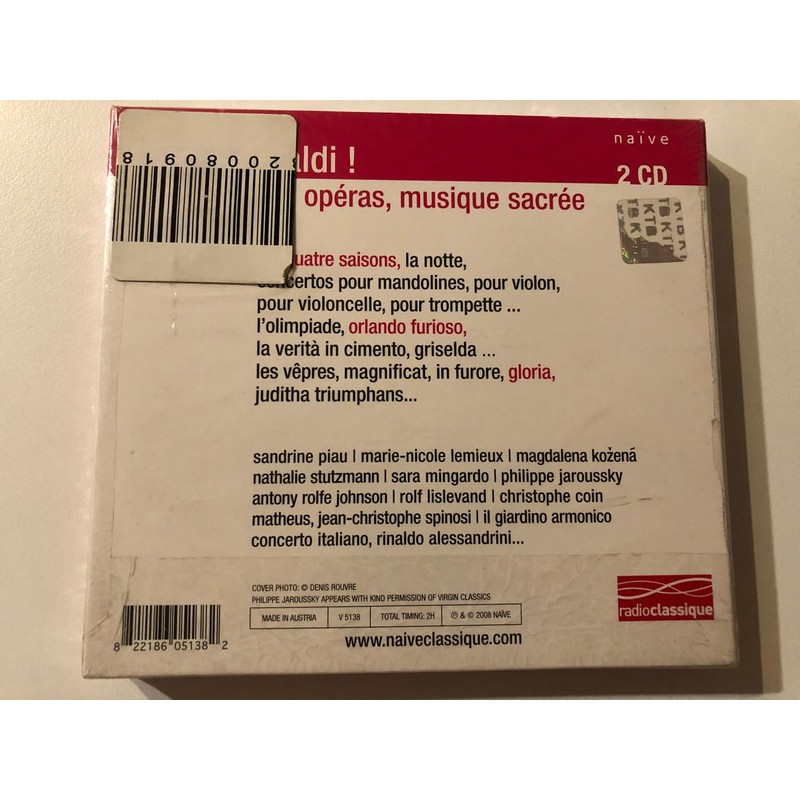 naïve
81608002
aldi !
2 CD
opéras, musique sacrée
KTB
uatre saisons, la notte,
concertos pour mandolines, pour violon,
pour violoncelle, pour trompette ...
l'olimpiade, orlando furioso,
la verità in cimento, griselda ...
les vêpres, magnificat, in furore, gloria,
juditha triumphans...
sandrine piau | marie-nicole lemieux | magdalena kožená
nathalie stutzmann | sara mingardo | philippe jaroussky
antony rolfe johnson | rolf lislevand | christophe coin
matheus, jean-christophe spinosi | il giardino armonico
concerto italiano, rinaldo alessandrini...
COVER PHOTO: © DENIS ROUVRE
PHILIPPE JAROUSSKY APPEARS WITH KIND PERMISSION OF VIRGIN CLASSICS
MADE IN AUSTRIA V 5138 TOTAL TIMING: 2H ℗ & © 2008 NAÏVE
radioclassique
8 22186 05138 2
www.naiveclassique.com